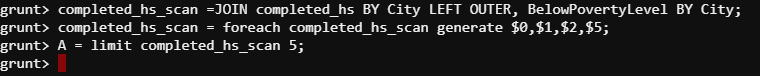 grunt> completed_hs_scan =JOIN completed_hs BY City LEFT OUTER, BelowPovertyLevel BY City;
grunt> completed_hs_scan = foreach completed_hs_scan generate $0,$1,$2,$5;
grunt> A = limit completed_hs_scan 5;
grunt>